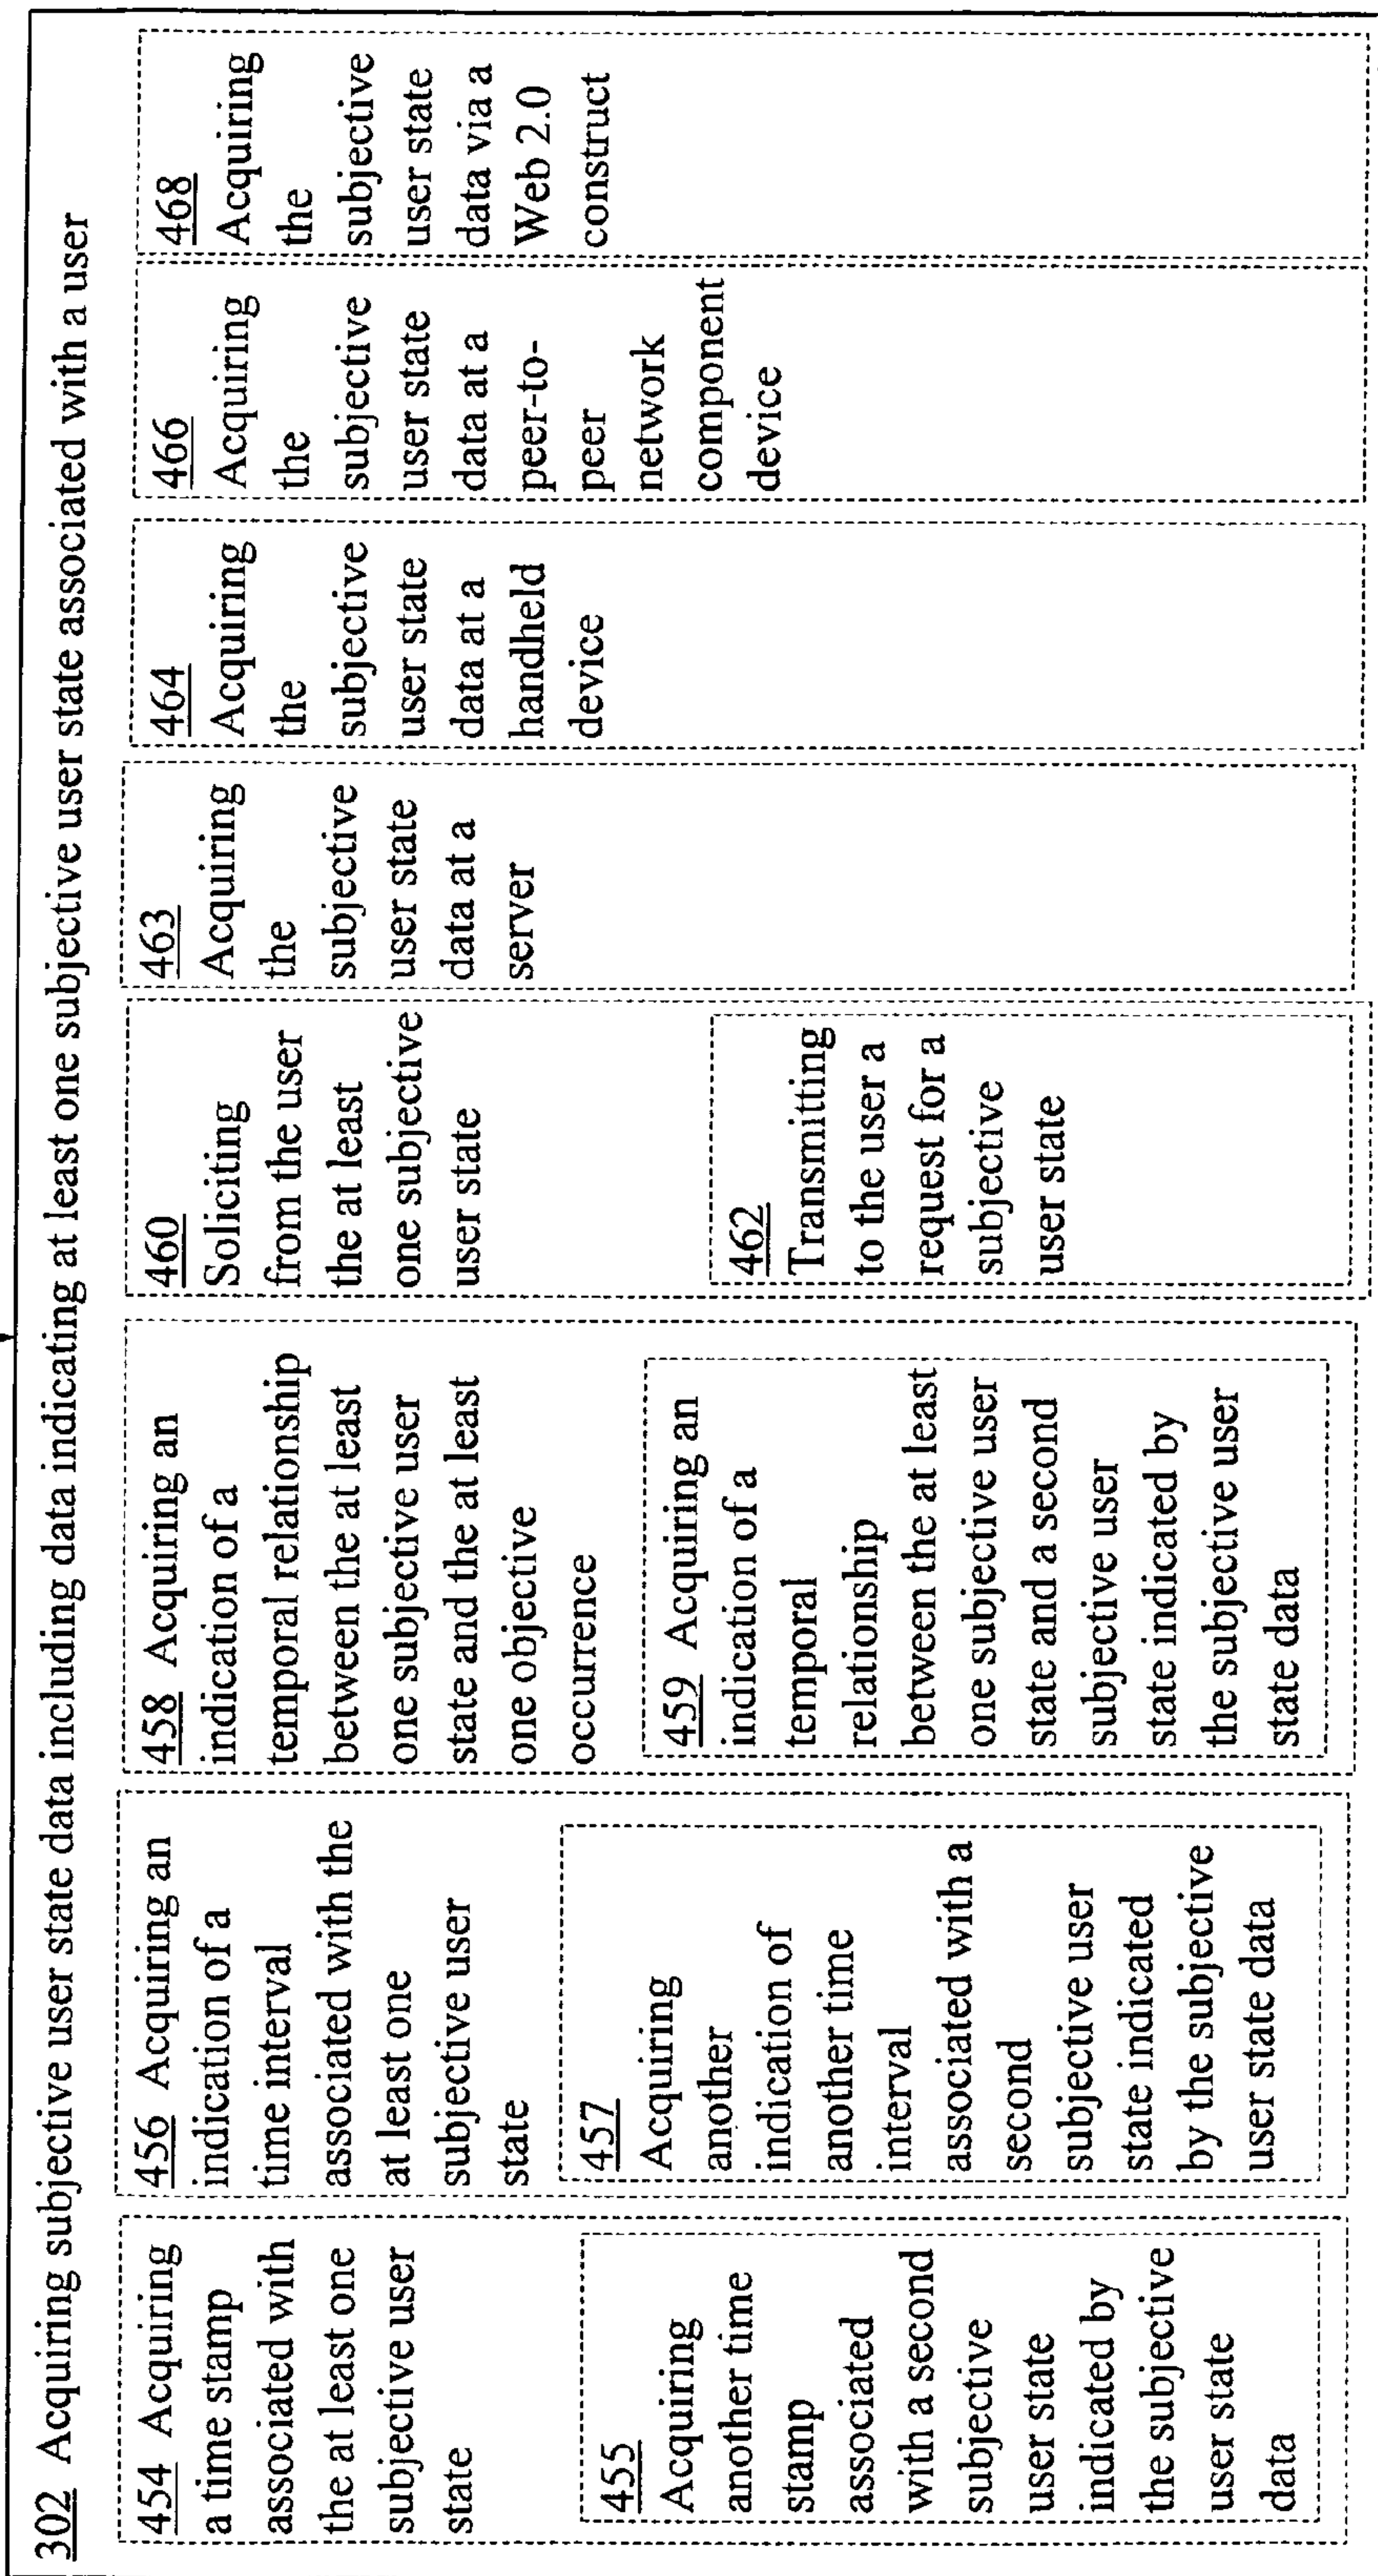 302 Acquiring subjective user state data including data indicating at least one subjective user state associated with a user
454 Acquiring
a time stamp
associated with
the at least one
subjective user
state
455
Acquiring
another time
stamp
associated
with a second
subjective
user state
indicated by
the subjective
user state
data
456 Acquiring an
indication of a
time interval
associated with the
at least one
subjective user
state
457
Acquiring
another
indication of
another time
interval
associated with a
second
subjective user
state indicated
by the subjective
user state data
458 Acquiring an
indication of a
temporal relationship
between the at least
one subjective user
state and the at least
one objective
occurrence
459 Acquiring an
indication of a
temporal
relationship
between the at least
one subjective user
state and a second
subjective user
state indicated by
the subjective user
state data
460
Soliciting
from the user
the at least
one subjective
user state
462
Transmitting
to the user a
request for a
subjective
user state
463
Acquiring
the
subjective
user state
data at a
server
464
Acquiring
the
subjective
user state
data at a
handheld
device
466
Acquiring
the
subjective
user state
data at a
peer-to-
peer
network
component
device
468
Acquiring
the
subjective
user state
data via a
Web 2.0
construct